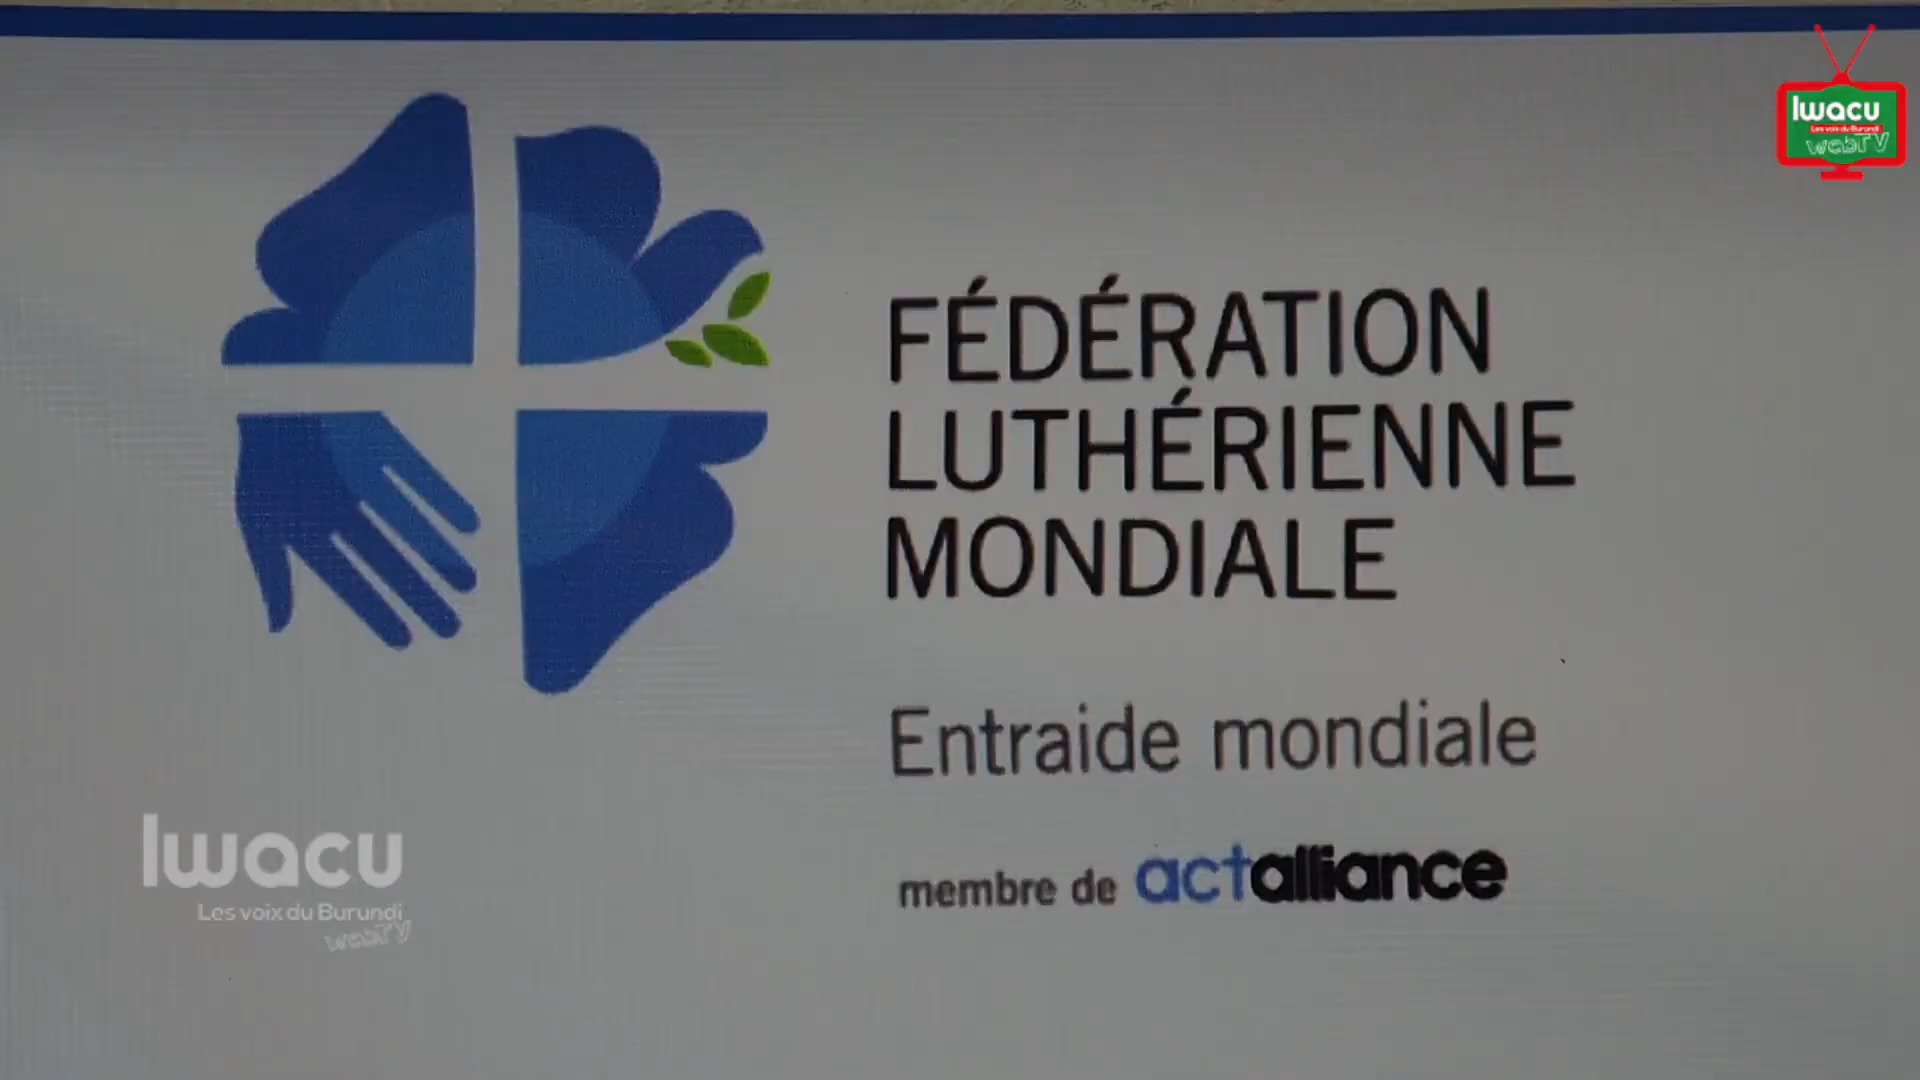 Iwacu
Les voix du Burundi
webTV
FÉDÉRATION
LUTHÉRIENNE
MONDIALE
Entraide mondiale
membre de actalliance
Iwacu
Les voix du Burundi
webTV